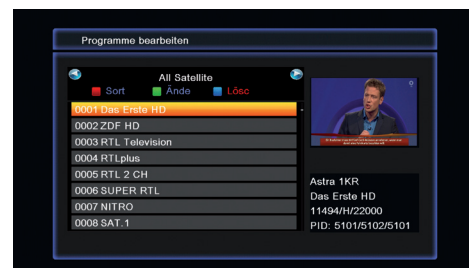 Programme bearbeiten
All Satellite
Sort Ände Lösc
0001 Das Erste HD
0002 ZDF HD
0003 RTL Television
0004 RTLplus
0005 RTL 2 CH
0006 SUPER RTL
0007 NITRO
0008 SAT.1
Astra 1KR
Das Erste HD
11494/H/22000
PID: 5101/5102/5101